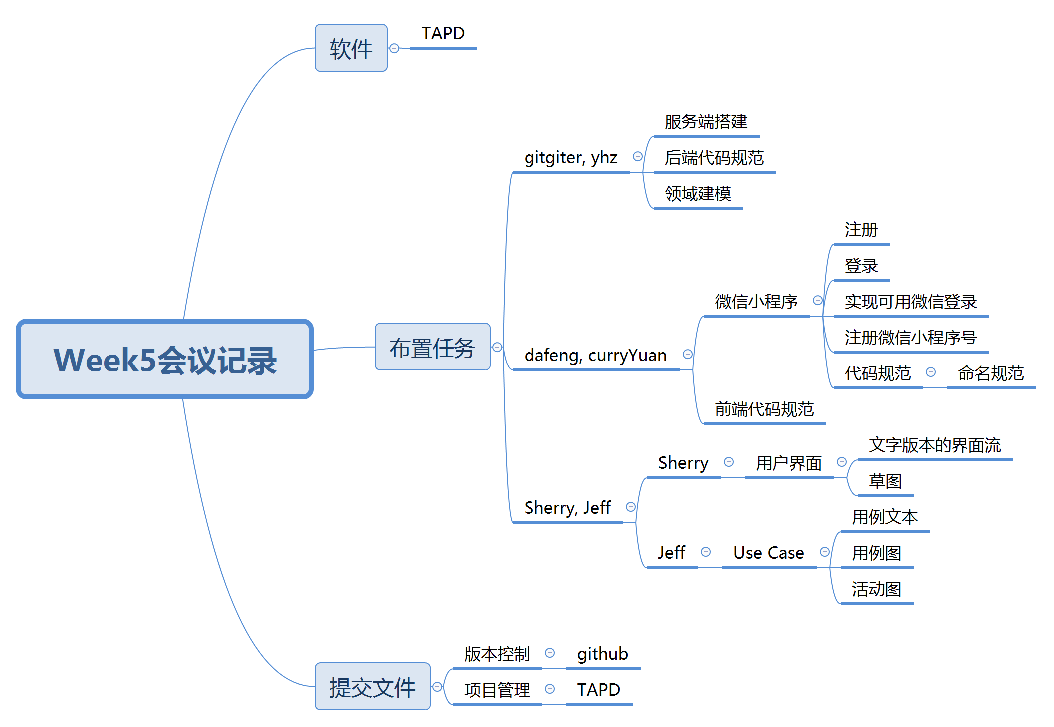 Week5会议记录
软件
TAPD
布置任务
gitgiter, yhz
服务端搭建
后端代码规范
领域建模
dafeng, curryYuan
微信小程序
注册
登录
实现可用微信登录
注册微信小程序号
代码规范
命名规范
前端代码规范
Sherry, Jeff
Sherry
用户界面
文字版本的界面流
草图
Jeff
Use Case
用例文本
用例图
活动图
提交文件
版本控制
github
项目管理
TAPD